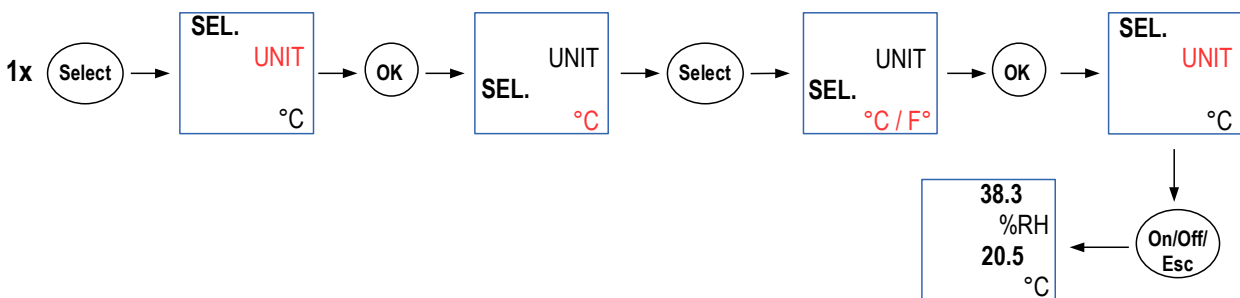 1x
Select
SEL.
UNIT
°C
OK
UNIT
SEL.
°C
Select
UNIT
SEL.
°C / F°
OK
SEL.
UNIT
°C
On/Off/
Esc
38.3
%RH
20.5
°C